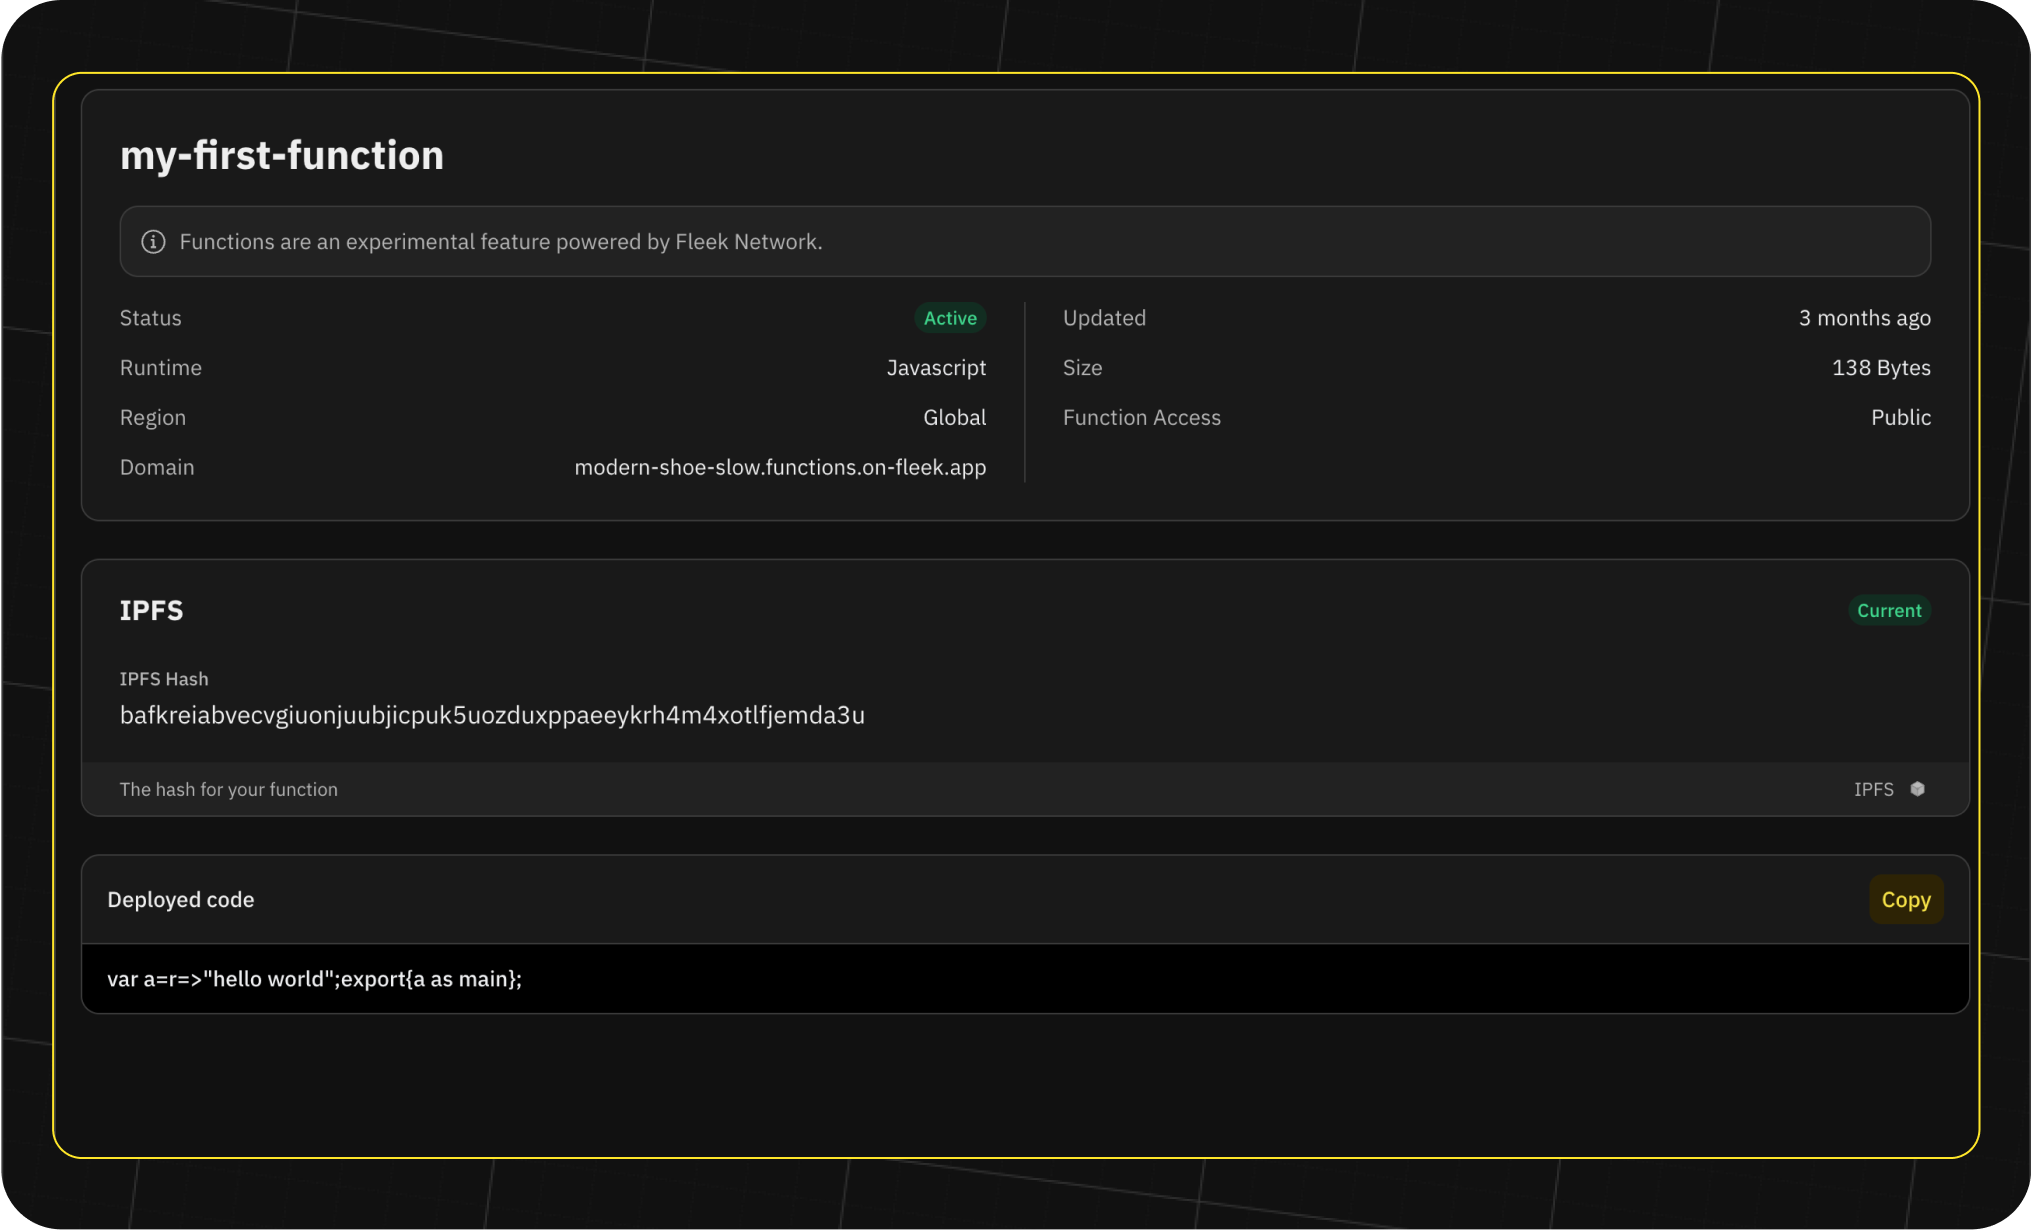 my-first-function
Functions are an experimental feature powered by Fleek Network.
Status Active
Runtime Javascript
Region Global
Domain modern-shoe-slow.functions.on-fleek.app
Updated 3 months ago
Size 138 Bytes
Function Access Public
IPFS Current
IPFS Hash
bafkreiabvecvgiuonjuubjicpuk5uozduxppaeeykrh4m4xotlfjemda3u
The hash for your function IPFS
Deployed code Copy
var a=r=>"hello world";export{a as main};